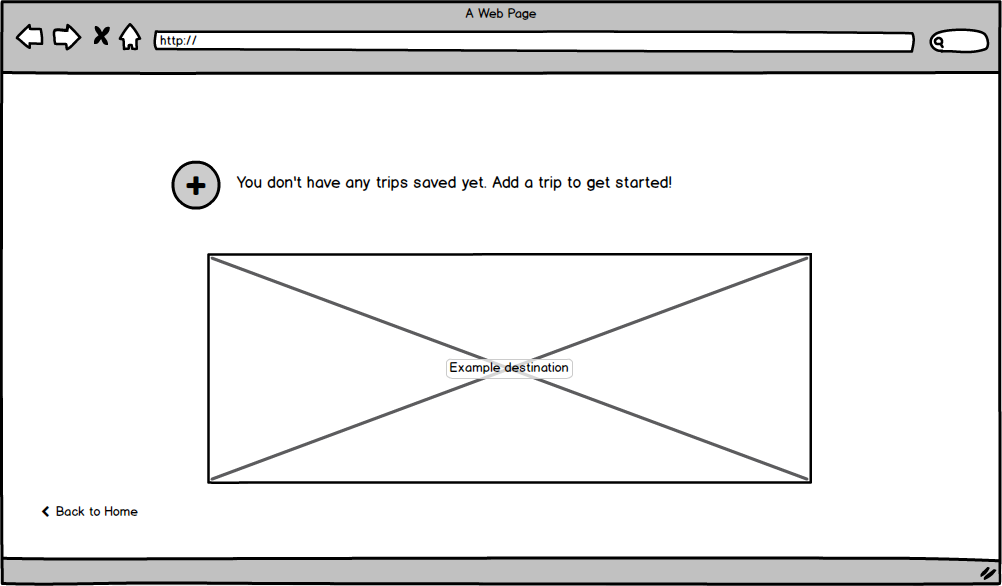 A Web Page
http://
You don't have any trips saved yet. Add a trip to get started!
Example destination
Back to Home